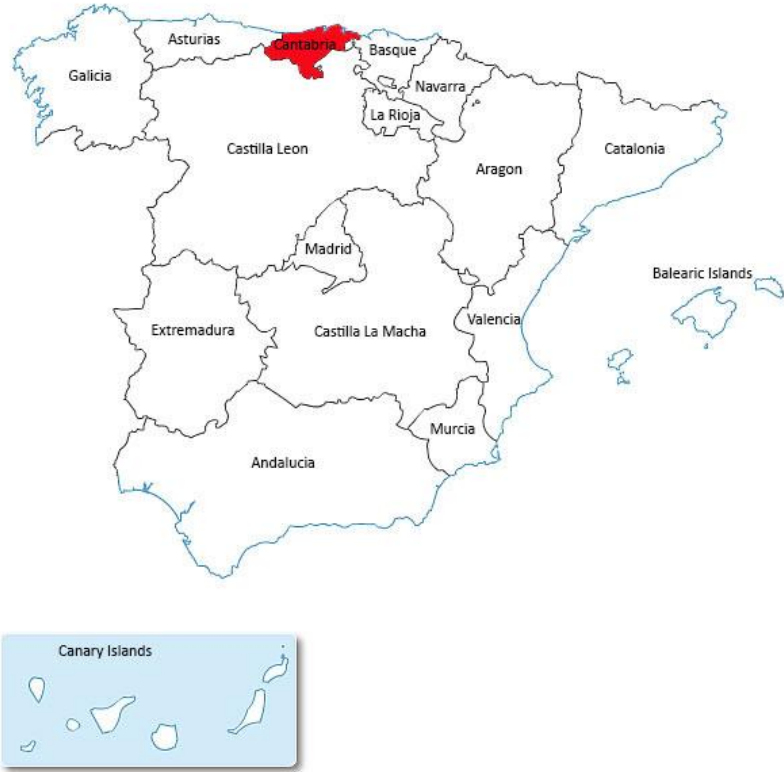 Asturias
Cantabria
Basque
Galicia
Navarra
La Rioja
Castilla Leon
Catalonia
Aragon
Madrid
Balearic Islands
Valencia
Extremadura
Castilla La Macha
Murcia
Andalucia
Canary Islands